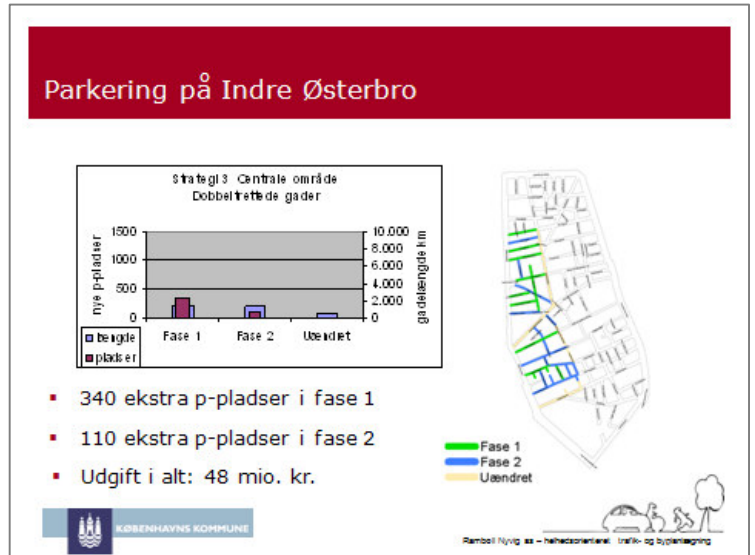 Parkering på Indre Østerbro
Strategi 3 Centrale område
Dobbeltrettede gader
nye p-pladser
1500
1000
500
0
10.000
8.000
6.000
4.000
2.000
0
gadelængde km
længde
pladser
Fase 1
Fase 2
Uændret
340 ekstra p-pladser i fase 1
110 ekstra p-pladser i fase 2
Udgift i alt: 48 mio. kr.
Fase 1
Fase 2
Uændret
KØBENHAVNS KOMMUNE
Rambøll Nyvig as – helhedsorienteret trafik- og byplanlægning